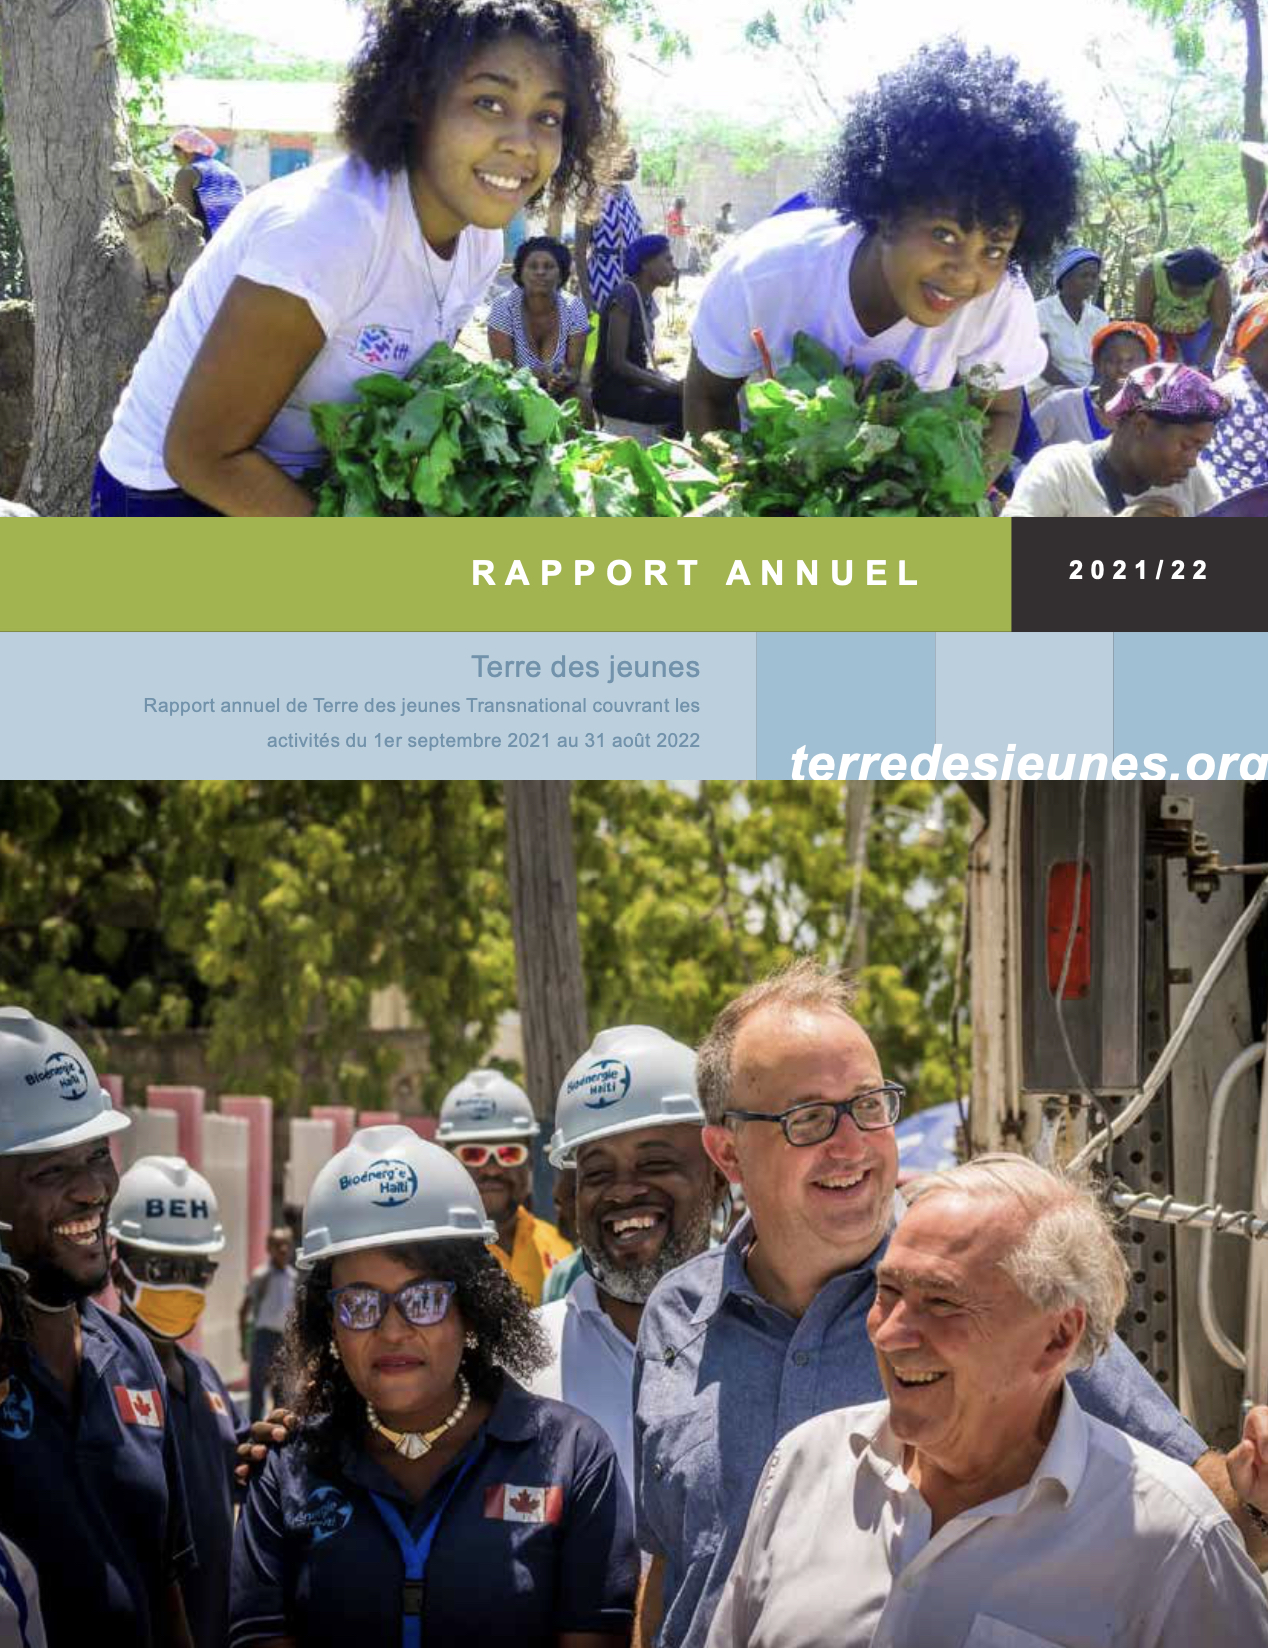 RAPPORT ANNUEL
2021/22
Terre des jeunes
Rapport annuel de Terre des jeunes Transnational couvrant les
activités du 1er septembre 2021 au 31 août 2022
terredesjeunes.org
Bioénergie
Haïti
BEH
Bioénergie
Haïti
Bioénergie
Haïti